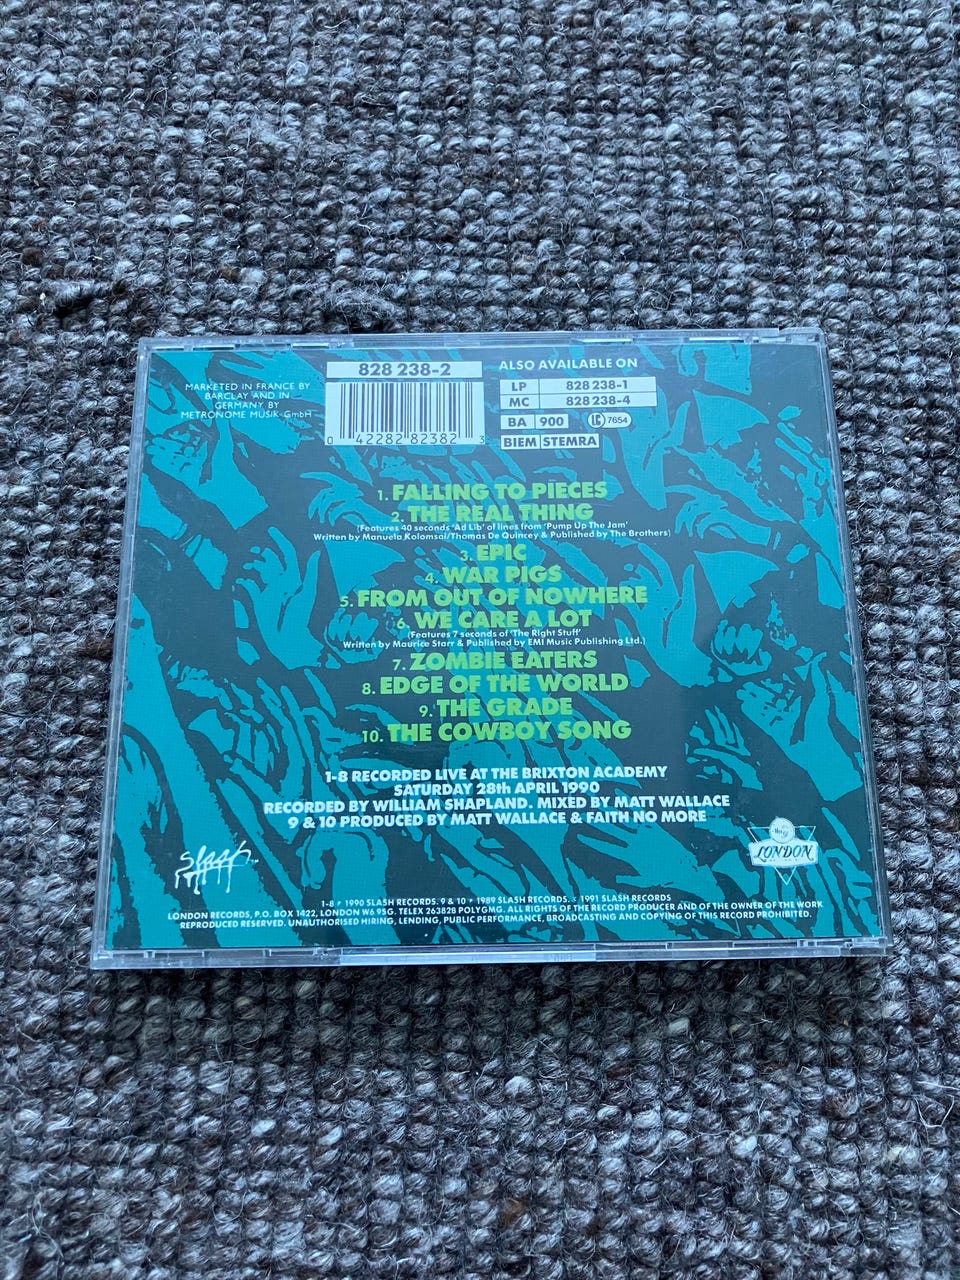 828 238-2
MARKETED IN FRANCE BY
BARCLAY AND IN
GERMANY BY
METRONOME MUSIK GmbH
0 42282 82382 3
ALSO AVAILABLE ON
LP 828 238-1
MC 828 238-4
BA 900 LC 7654
BIEM STEMRA
1. FALLING TO PIECES
2. THE REAL THING
(Features 40 seconds 'Ad Lib' of lines from 'Pump Up The Jam'
Written by Manuela Kolomsai/Thomas De Quincey & Published by The Brothers)
3. EPIC
4. WAR PIGS
5. FROM OUT OF NOWHERE
6. WE CARE A LOT
(Features 7 seconds of 'The Right Stuff'
Written by Maurice Starr & Published by EMI Music Publishing Ltd.)
7. ZOMBIE EATERS
8. EDGE OF THE WORLD
9. THE GRADE
10. THE COWBOY SONG
1-8 RECORDED LIVE AT THE BRIXTON ACADEMY
SATURDAY 28th APRIL 1990
RECORDED BY WILLIAM SHAPLAND. MIXED BY MATT WALLACE
9 & 10 PRODUCED BY MATT WALLACE & FAITH NO MORE
slash
LONDON
1-8 ℗ 1990 SLASH RECORDS. 9 & 10 ℗ 1989 SLASH RECORDS. © 1991 SLASH RECORDS
LONDON RECORDS, P.O. BOX 1422, LONDON W6 9SG. TELEX 263828 POLYGMG. ALL RIGHTS OF THE RECORD PRODUCER AND OF THE OWNER OF THE WORK
REPRODUCED RESERVED. UNAUTHORISED HIRING, LENDING, PUBLIC PERFORMANCE, BROADCASTING AND COPYING OF THIS RECORD PROHIBITED.